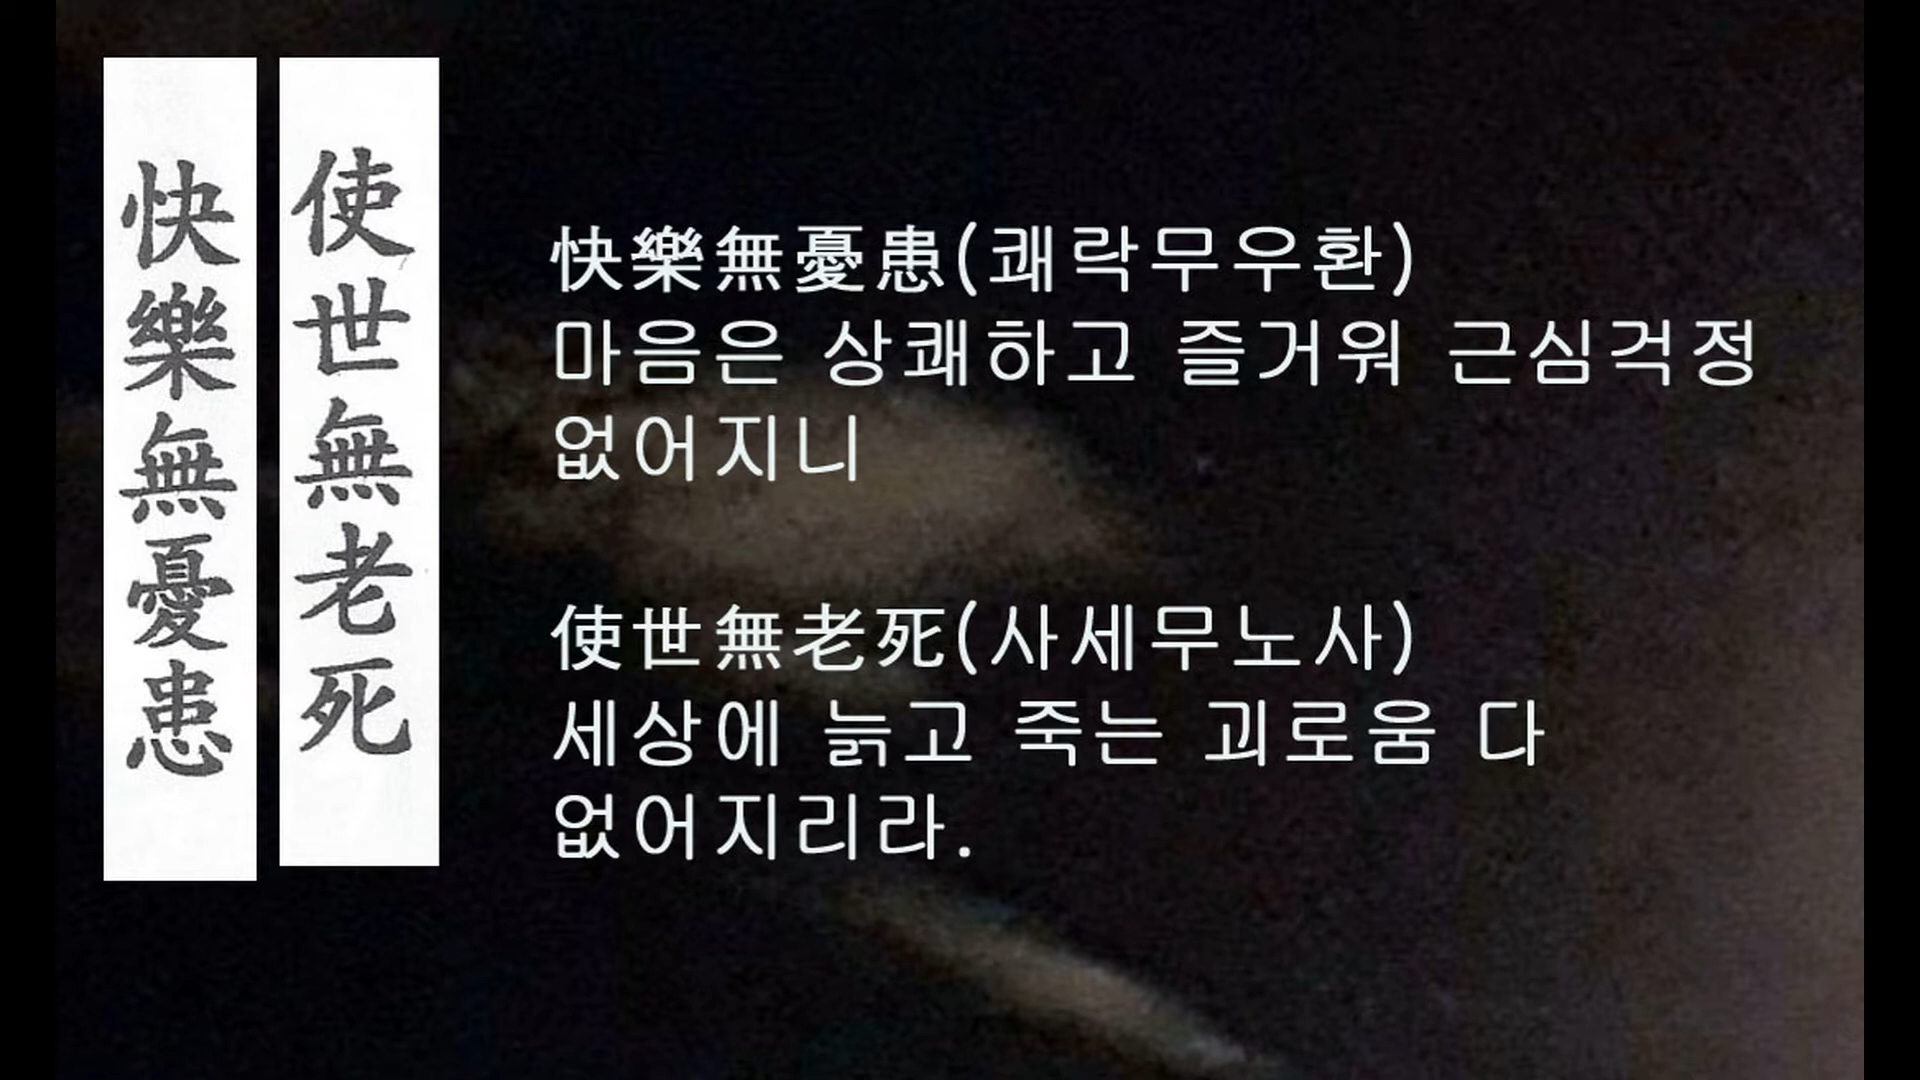 快樂無憂患
使世無老死
快樂無憂患(쾌락무우환)
마음은 상쾌하고 즐거워 근심걱정
없어지니
使世無老死(사세무노사)
세상에 늙고 죽는 괴로움 다
없어지리라.